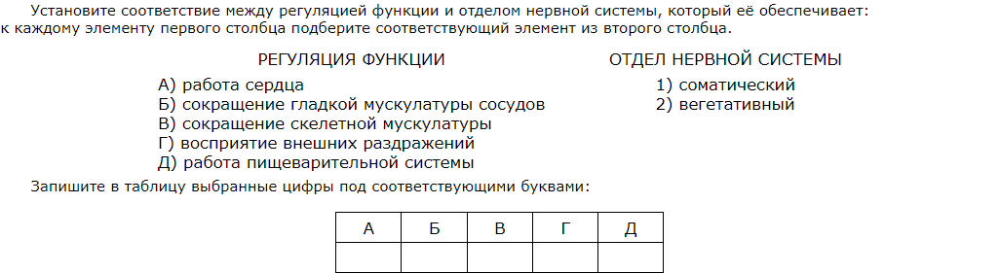 Установите соответствие между регуляцией функции и отделом нервной системы, который её обеспечивает:
к каждому элементу первого столбца подберите соответствующий элемент из второго столбца.
РЕГУЛЯЦИЯ ФУНКЦИИ ОТДЕЛ НЕРВНОЙ СИСТЕМЫ
А) работа сердца 1) соматический
Б) сокращение гладкой мускулатуры сосудов 2) вегетативный
В) сокращение скелетной мускулатуры
Г) восприятие внешних раздражений
Д) работа пищеварительной системы
Запишите в таблицу выбранные цифры под соответствующими буквами:
А Б В Г Д